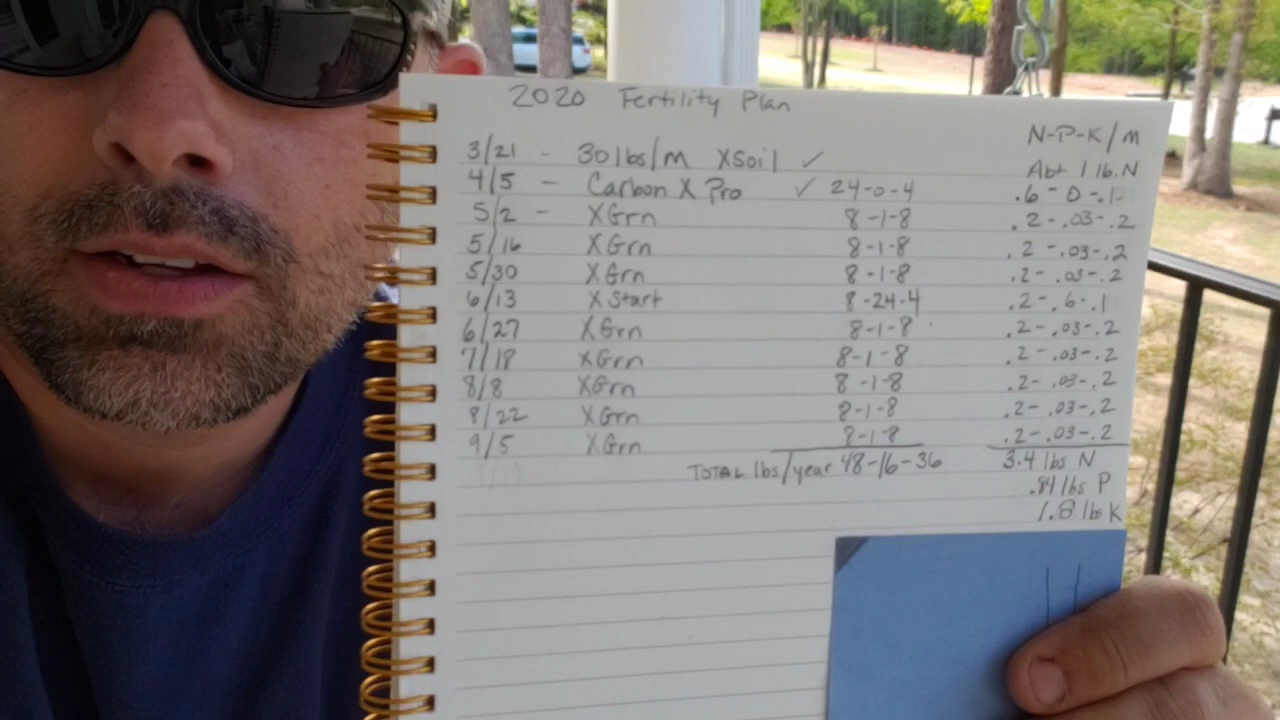 2020 Fertility Plan
N-P-K/m
3/21 - 30 lbs/m XSoil ✓ Abt 1 lb. N
4/5 - Carbon X Pro ✓ 24-0-4 .6-0-.1
5/2 - XGrn 8-1-8 .2-.03-.2
5/16 XGrn 8-1-8 .2-.03-.2
5/30 XGrn 8-1-8 .2-.03-.2
6/13 XStart 8-24-4 .2-.6-.1
6/27 XGrn 8-1-8 .2-.03-.2
7/18 XGrn 8-1-8 .2-.03-.2
8/8 XGrn 8-1-8 .2-.03-.2
8/22 XGrn 8-1-8 .2-.03-.2
9/5 XGrn 8-1-8 .2-.03-.2
TOTAL lbs/year 48-16-36 3.4 lbs N
.84 lbs P
1.8 lbs K